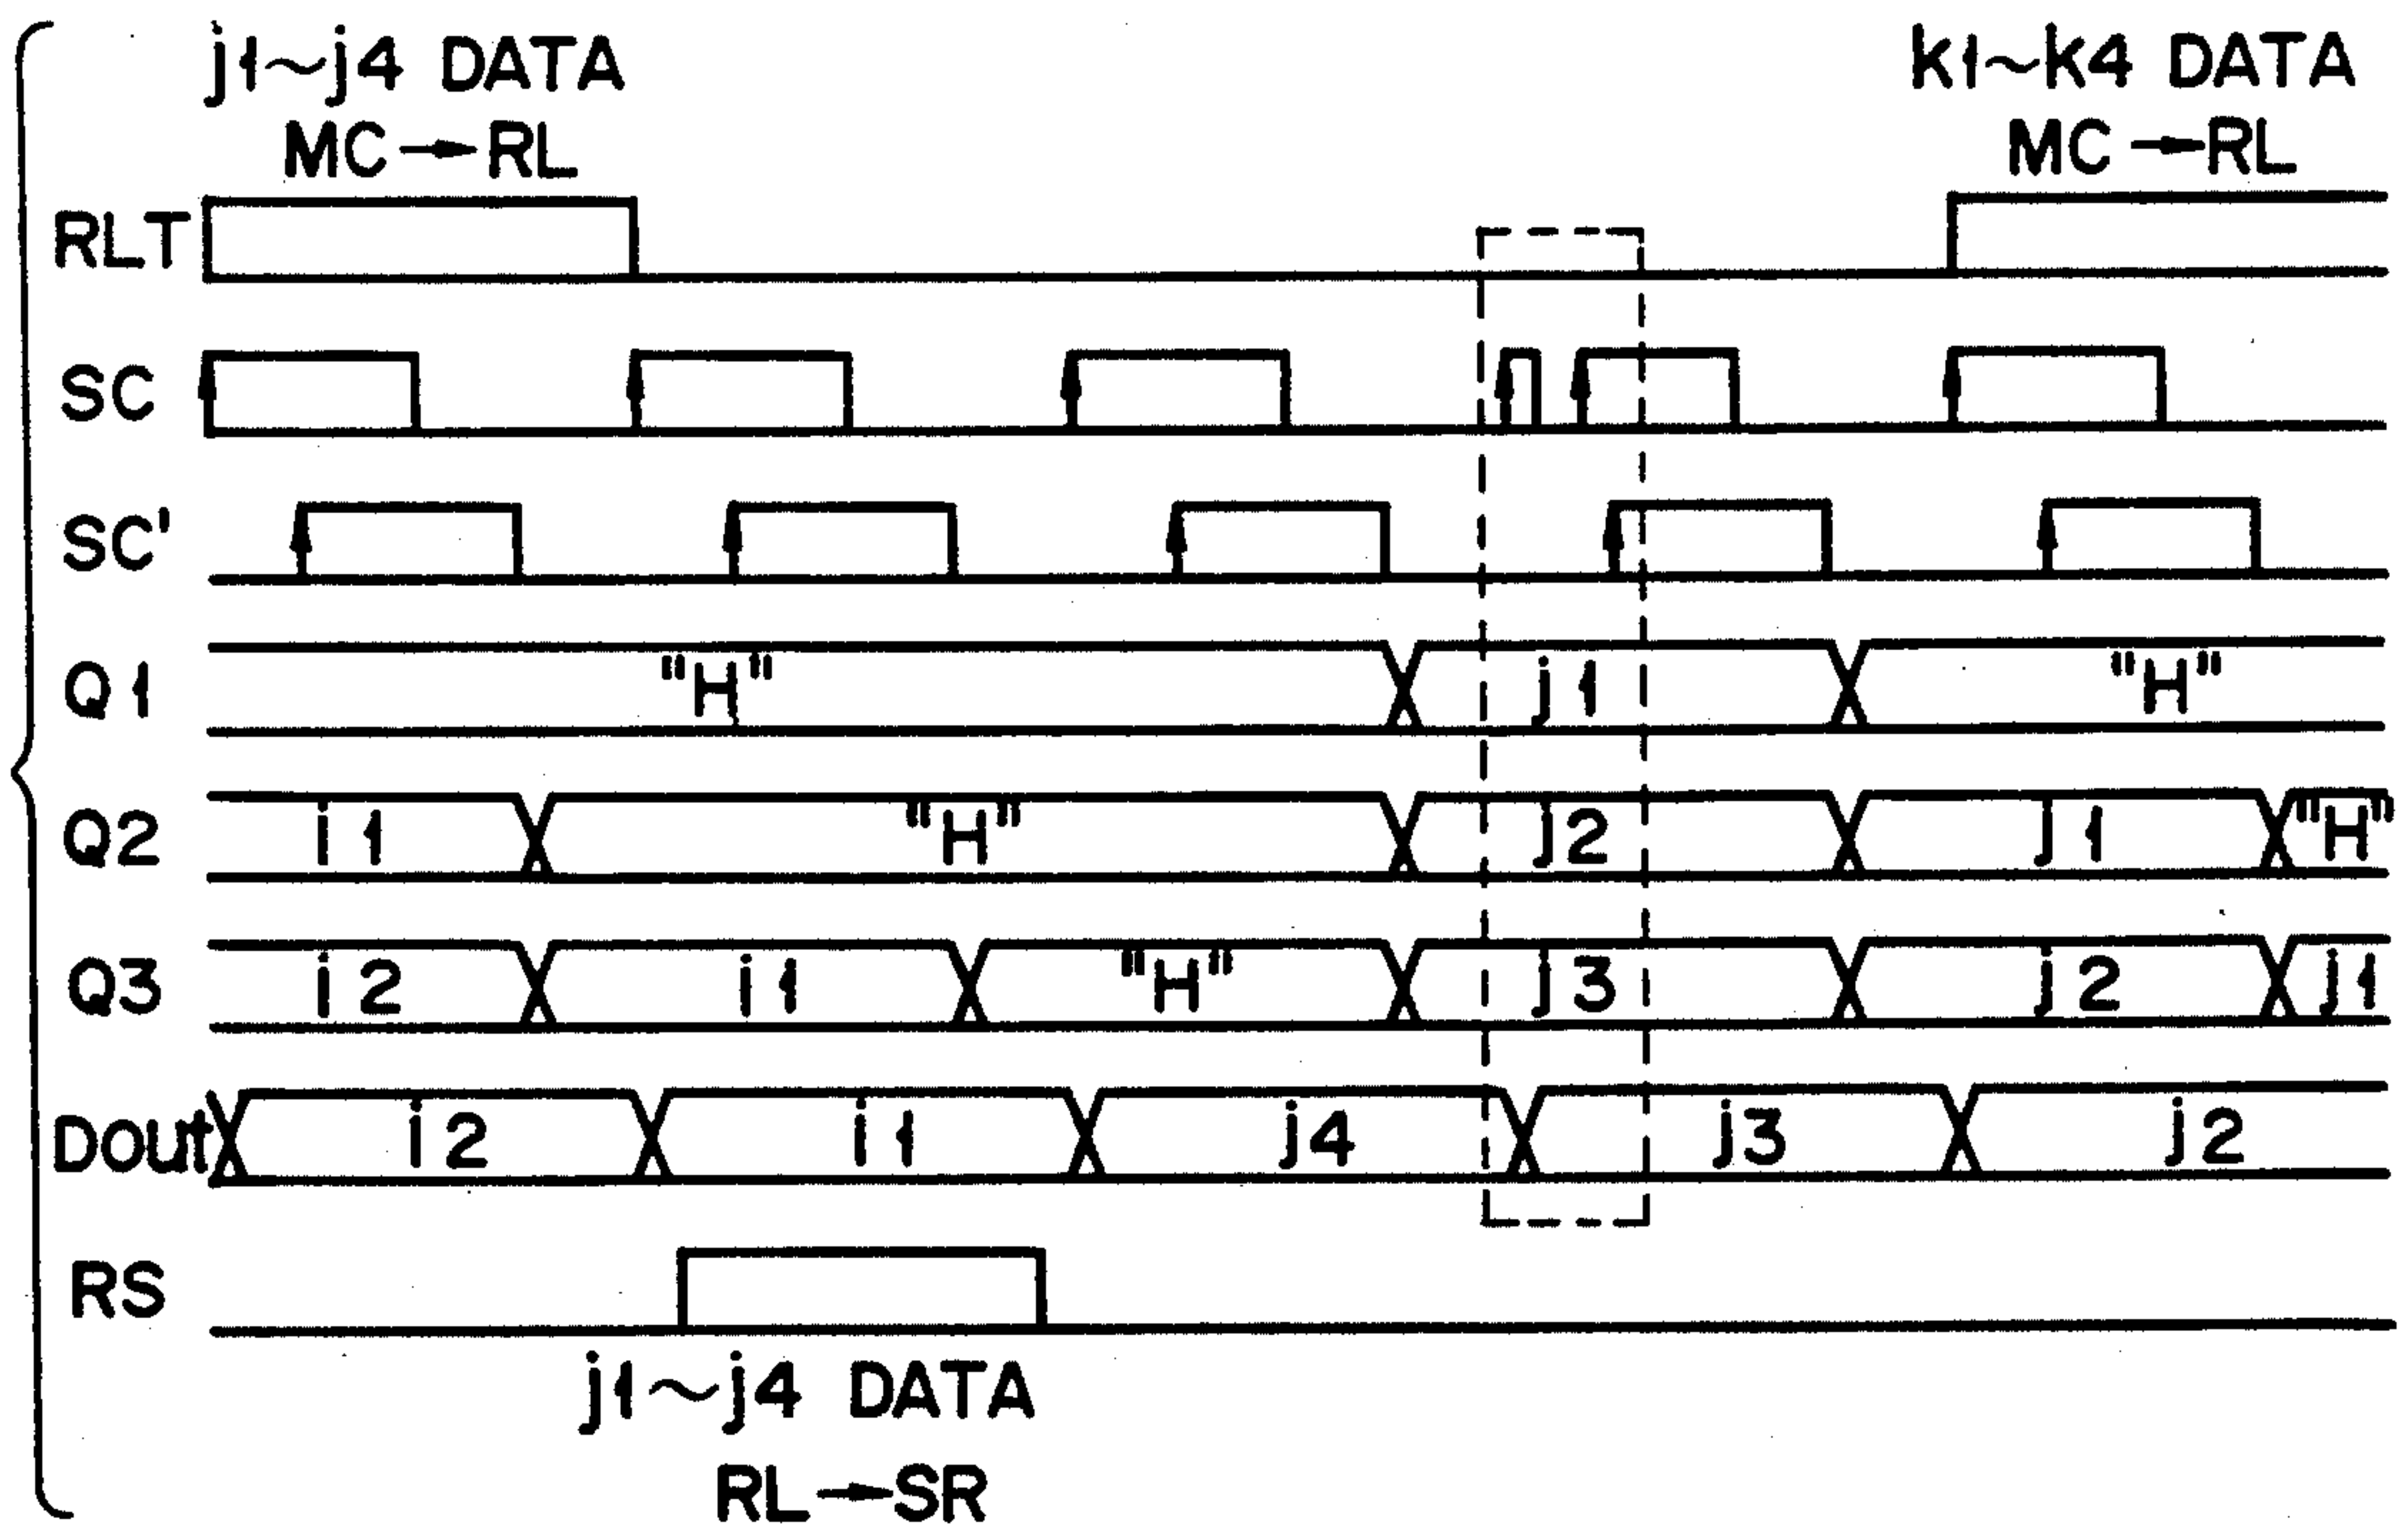 j1~j4 DATA
MC→RL
k1~k4 DATA
MC→RL
RLT
SC
SC'
Q1 "H" j1 "H"
Q2 i1 "H" j2 j1 "H"
Q3 i2 i1 "H" j3 j2 j1
Dout i2 i1 j4 j3 j2
RS
j1~j4 DATA
RL→SR